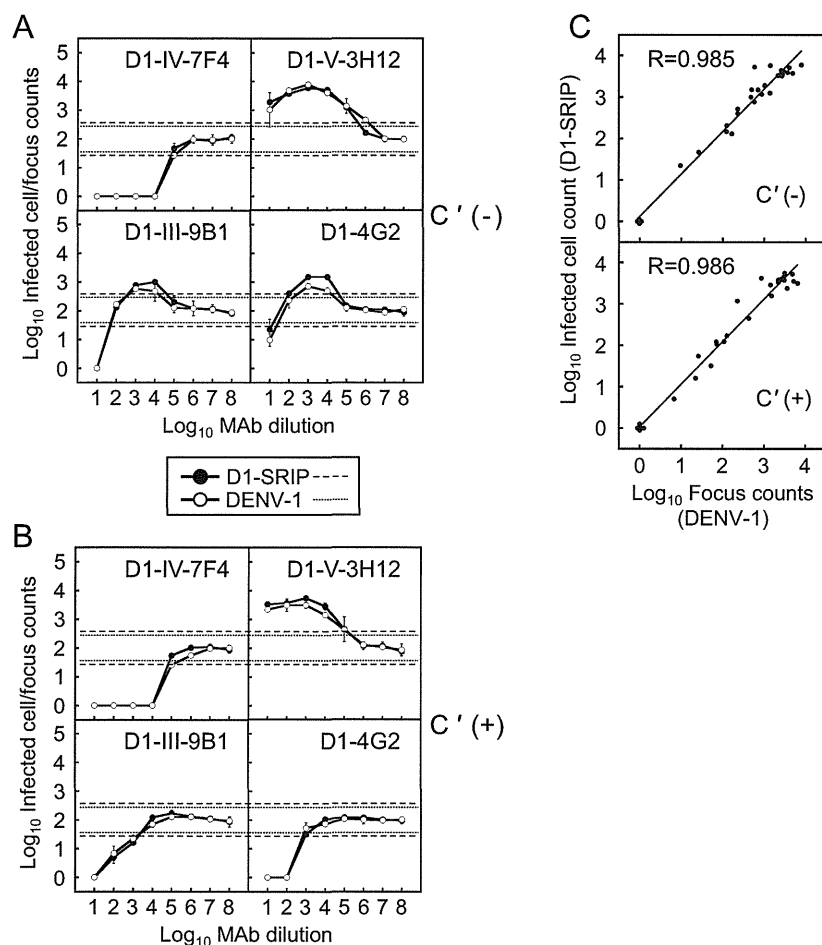 A
D1-IV-7F4
D1-V-3H12
5
4
3
2
1
0
D1-III-9B1
D1-4G2
5
4
3
2
1
0
Log10 Infected cell/focus counts
C′ (-)
1 2 3 4 5 6 7 8 1 2 3 4 5 6 7 8
Log10 MAb dilution
D1-SRIP
DENV-1
B
D1-IV-7F4
D1-V-3H12
5
4
3
2
1
0
D1-III-9B1
D1-4G2
5
4
3
2
1
0
Log10 Infected cell/focus counts
C′ (+)
1 2 3 4 5 6 7 8 1 2 3 4 5 6 7 8
Log10 MAb dilution
C
R=0.985
4
3
2
1
0
C′ (-)
R=0.986
4
3
2
1
0
C′ (+)
Log10 Infected cell count (D1-SRIP)
0 1 2 3 4
Log10 Focus counts
(DENV-1)